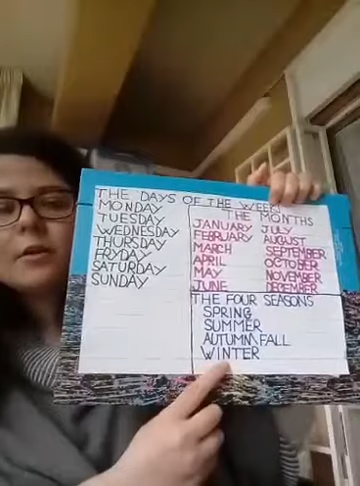 THE DAYS OF THE WEEK
MONDAY
TUESDAY
WEDNESDAY
THURSDAY
FRYDAY
SATURDAY
SUNDAY
THE MONTHS
JANUARY JULY
FEBRUARY AUGUST
MARCH SEPTEMBER
APRIL OCTOBER
MAY NOVEMBER
JUNE DECEMBER
THE FOUR SEASONS
SPRING
SUMMER
AUTUMN/FALL
WINTER